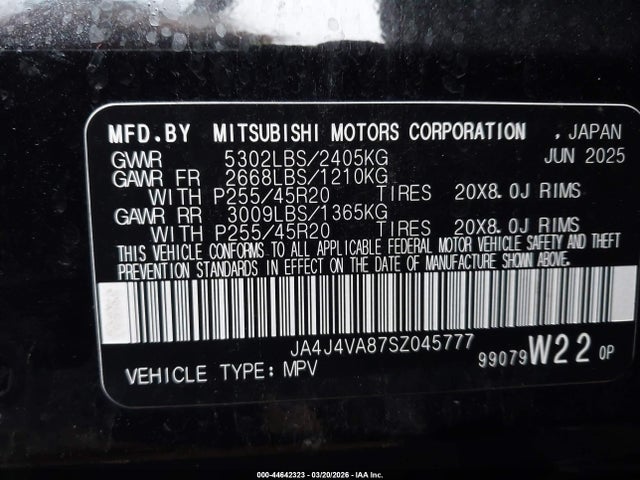 MFD.BY MITSUBISHI MOTORS CORPORATION , JAPAN
GVWR 5302LBS/2405KG JUN 2025
GAWR FR 2668LBS/1210KG
WITH P255/45R20 TIRES 20X8.0J RIMS
GAWR RR 3009LBS/1365KG
WITH P255/45R20 TIRES 20X8.0J RIMS
THIS VEHICLE CONFORMS TO ALL APPLICABLE FEDERAL MOTOR VEHICLE SAFETY AND THEFT
PREVENTION STANDARDS IN EFFECT ON THE DATE OF MANUFACTURE SHOWN ABOVE.
JA4J4VA87SZ045777
99079 W22 0P
VEHICLE TYPE: MPV
000-44642323 — 03/20/2026 — IAA Inc.